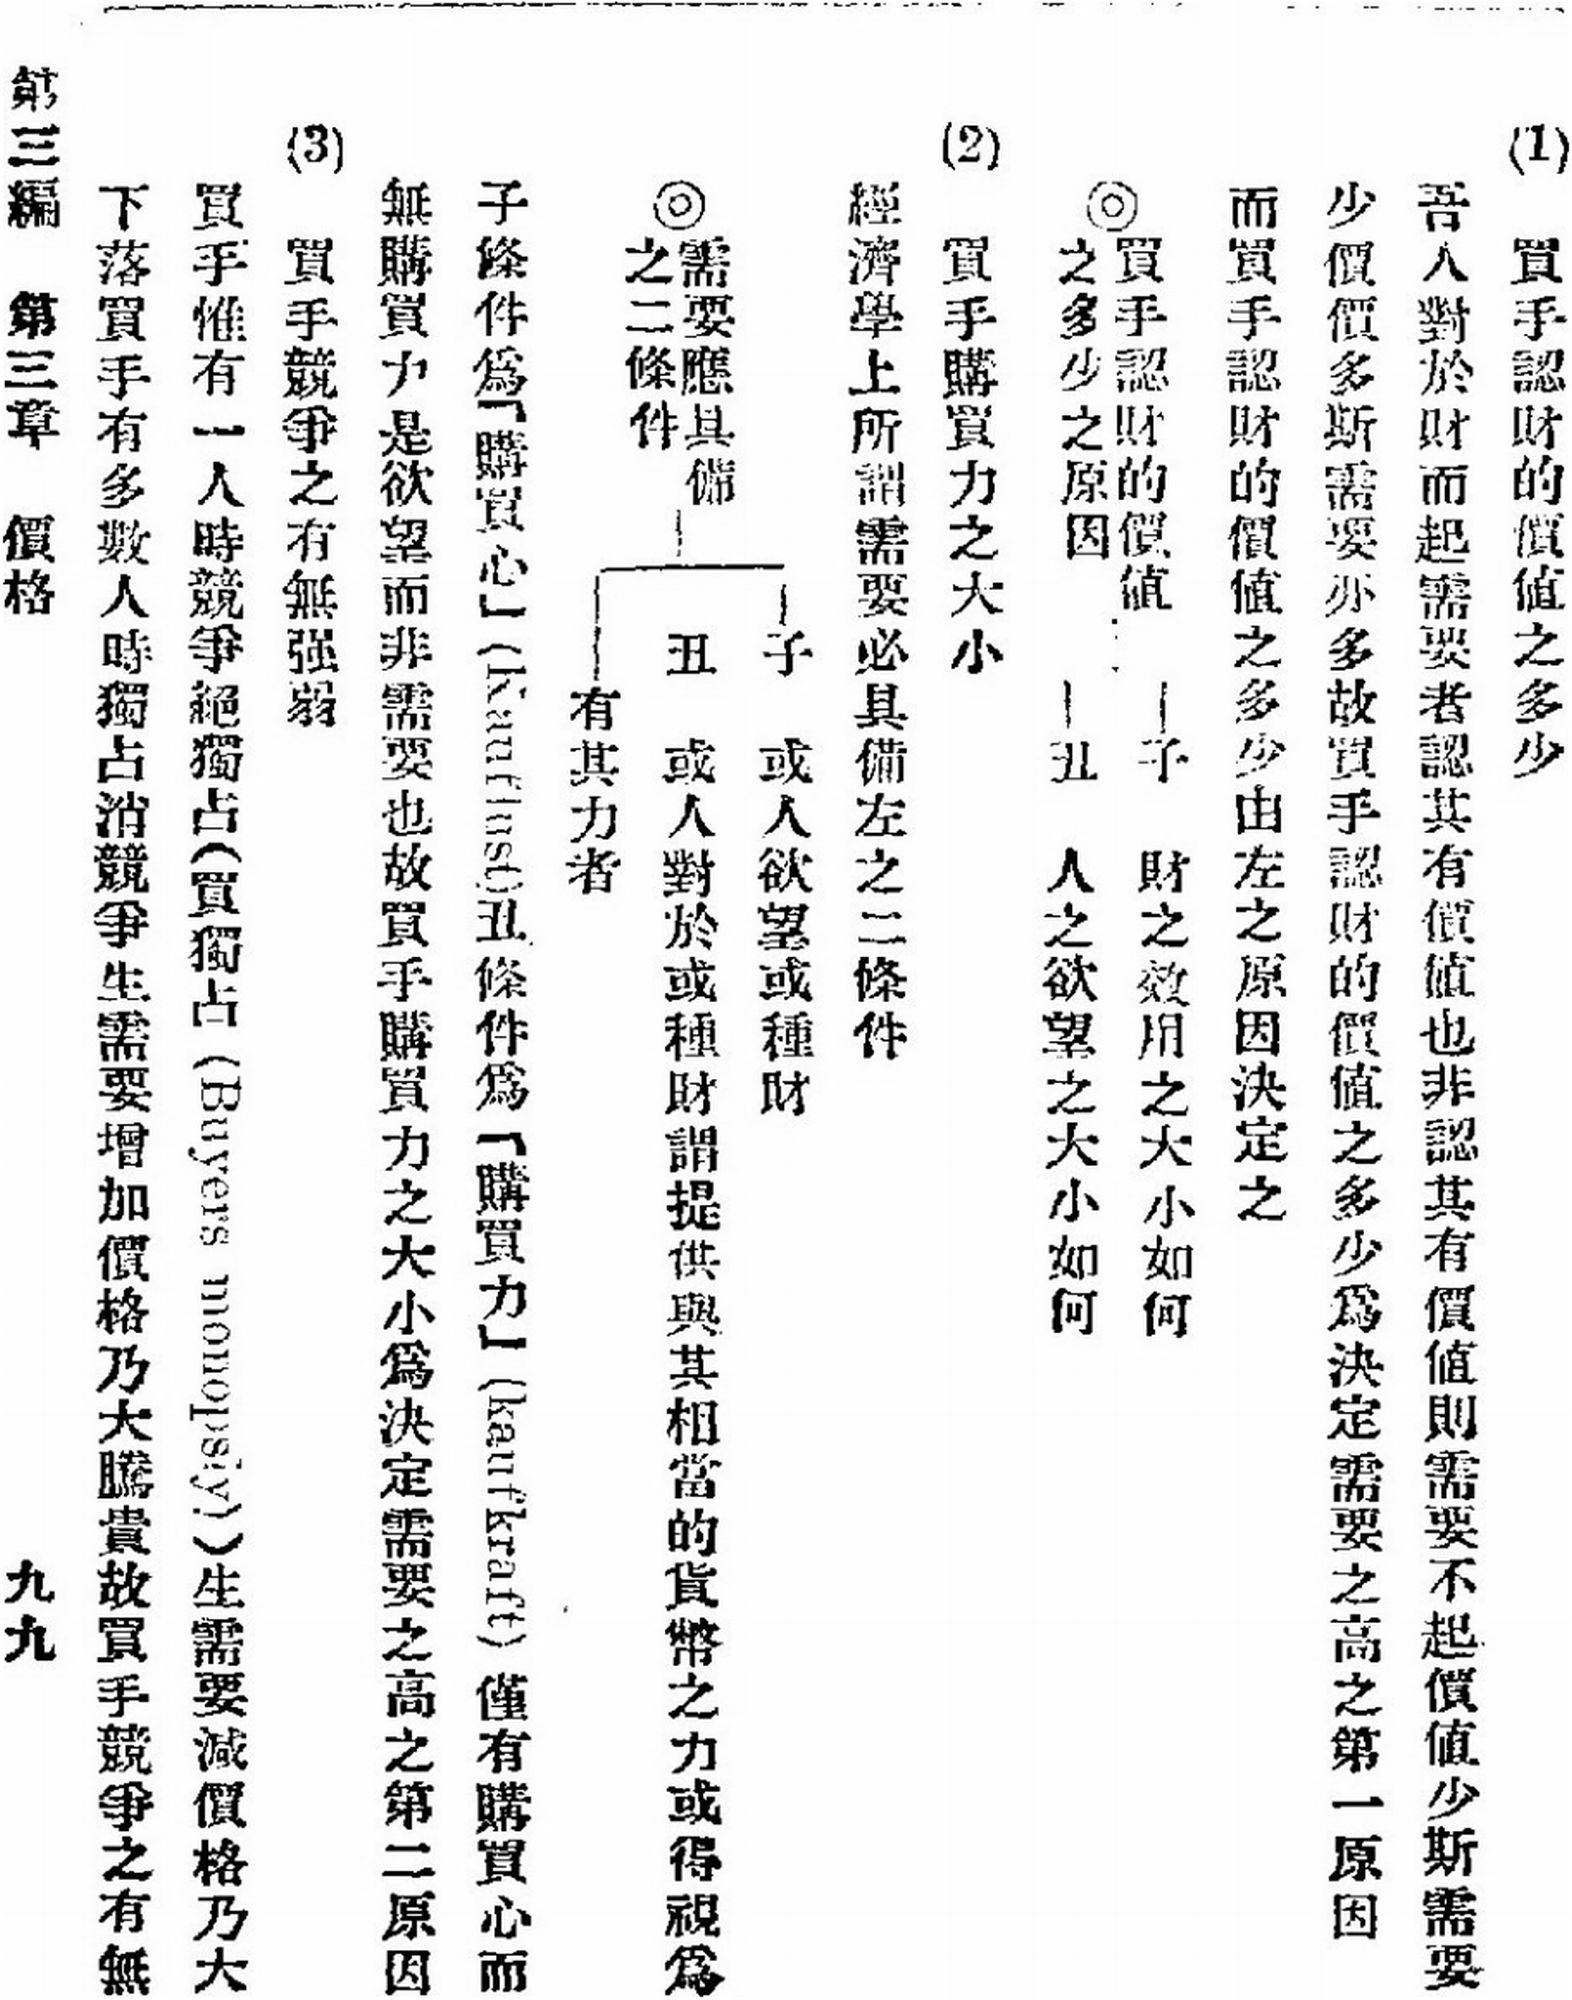 (1) 買手認財的價值之多少
吾人對於財而起需要者認其有價值也非認其有價值則需要不起價值少斯需要
少價值多斯需要亦多故買手認財的價值之多少爲決定需要之高之第一原因
而買手認財的價值之多少由左之原因決定之
◎買手認財的價值
之多少之原因
子 財之效用之大小如何
丑 人之欲望之大小如何
(2) 買手購買力之大小
經濟學上所謂需要必具備左之二條件
◎需要應具備
之二條件
子 或人欲望或種財
丑 或人對於或種財謂提供與其相當的貨幣之力或得視爲
有其力者
子條件爲『購買心』(Kauflust)丑條件爲『購買力』(kaufkraft)僅有購買心而
無購買力是欲望而非需要也故買手購買力之大小爲決定需要之高之第二原因
(3) 買手競爭之有無强弱
買手惟有一人時競爭絕獨占(買獨占(Buyers monopsiy))生需要減價格乃大
下落買手有多數人時獨占消競爭生需要增加價格乃大騰貴故買手競爭之有無
第三編 第三章 價格 九九